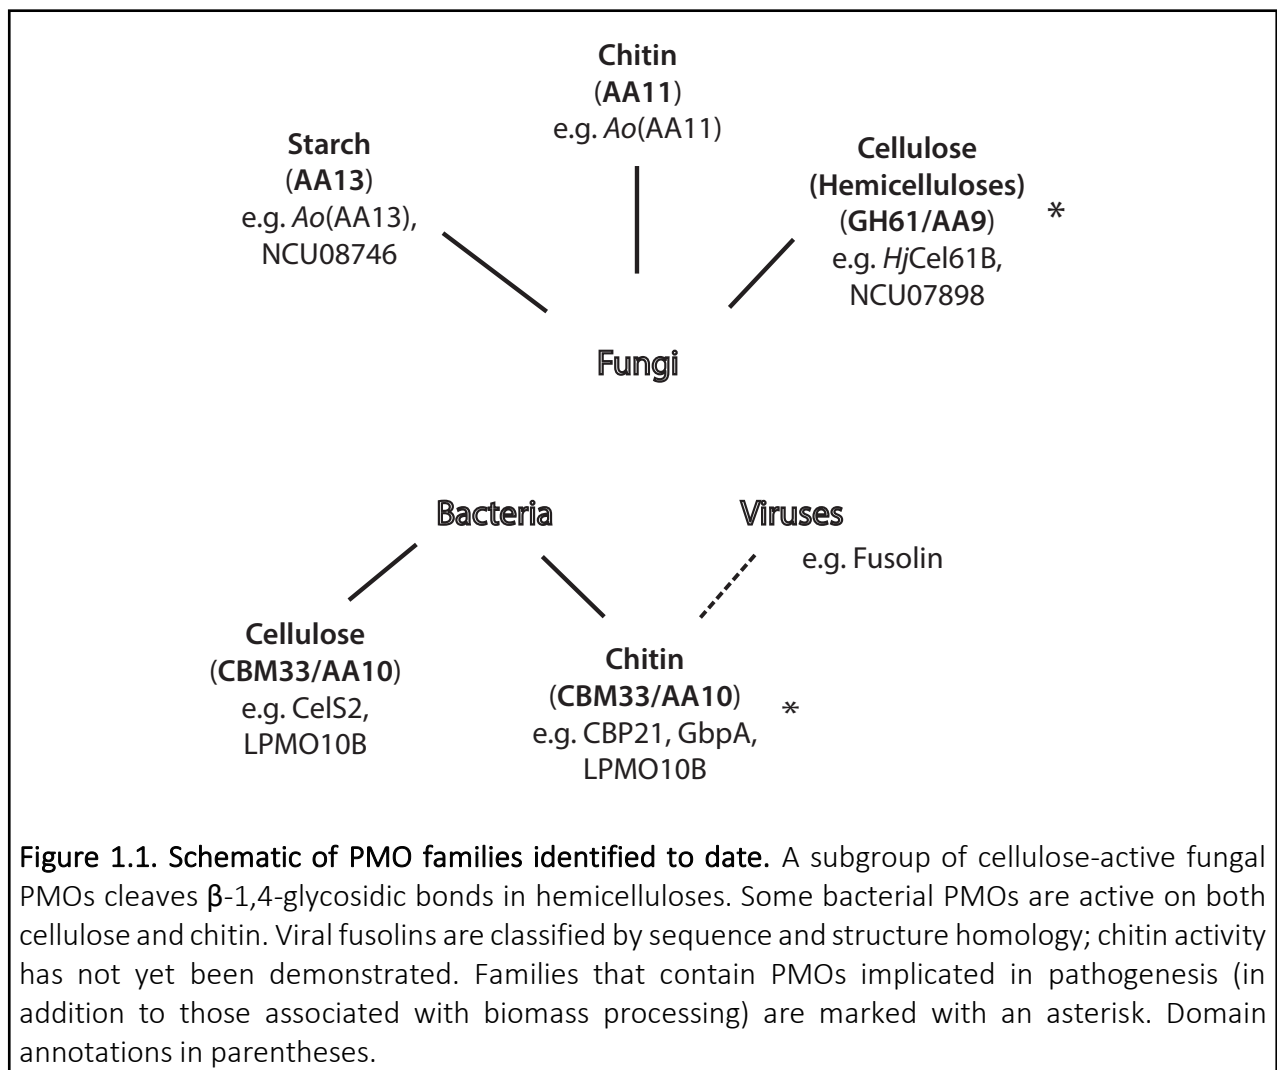 Chitin
(AA11)
e.g. Ao(AA11)
Starch
(AA13)
e.g. Ao(AA13),
NCU08746
Cellulose
(Hemicelluloses)
(GH61/AA9)
*
e.g. HjCel61B,
NCU07898
Fungi
Bacteria
Viruses
e.g. Fusolin
Cellulose
(CBM33/AA10)
e.g. CelS2,
LPMO10B
Chitin
(CBM33/AA10)
*
e.g. CBP21, GbpA,
LPMO10B
Figure 1.1. Schematic of PMO families identified to date. A subgroup of cellulose-active fungal
PMOs cleaves β-1,4-glycosidic bonds in hemicelluloses. Some bacterial PMOs are active on both
cellulose and chitin. Viral fusolins are classified by sequence and structure homology; chitin activity
has not yet been demonstrated. Families that contain PMOs implicated in pathogenesis (in
addition to those associated with biomass processing) are marked with an asterisk. Domain
annotations in parentheses.